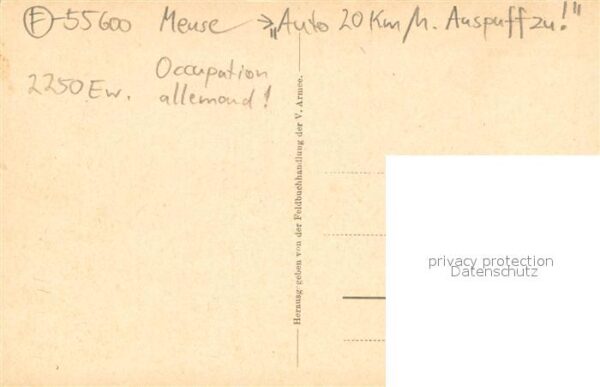 (F) 55600 Meuse → "Auto 20 Km/h. Auspuff zu!"
2250 Ew.
Occupation
allemand!
Herausgegeben von der Feldbuchhandlung der V. Armee.
privacy protection
Datenschutz